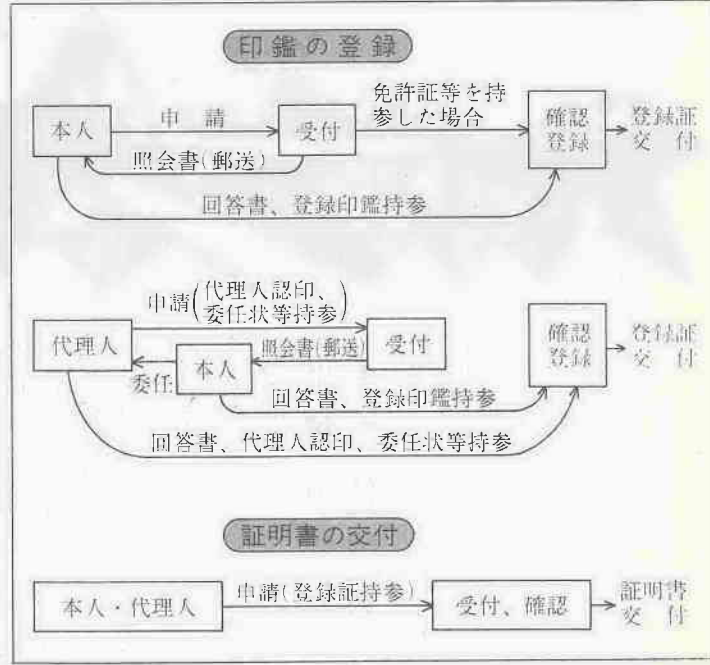 印鑑の登録
免許証等を持
参した場合
本人
申請
受付
確認
登録
登録証
交付
照会書(郵送)
回答書、登録印鑑持参
申請(代理人認印、
委任状等持参)
代理人
委任
本人
照会書(郵送)
受付
確認
登録
登録証
交付
回答書、登録印鑑持参
回答書、代理人認印、委任状等持参
証明書の交付
本人・代理人
申請(登録証持参)
受付、確認
証明書
交付